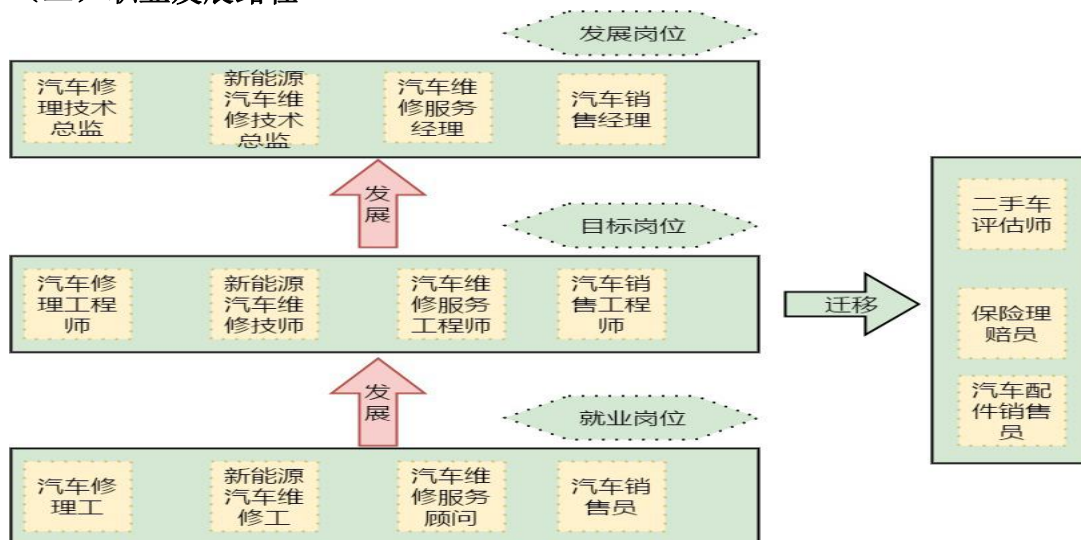 发展岗位
汽车修
理技术
总监
新能源
汽车维
修技术
总监
汽车维
修服务
经理
汽车销
售经理
发
展
目标岗位
汽车修
理工程
师
新能源
汽车维
修技师
汽车维
修服务
工程师
汽车销
售工程
师
迁移
二手车
评估师
保险理
赔员
汽车配
件销售
员
发
展
就业岗位
汽车修
理工
新能源
汽车维
修工
汽车维
修服务
顾问
汽车销
售员